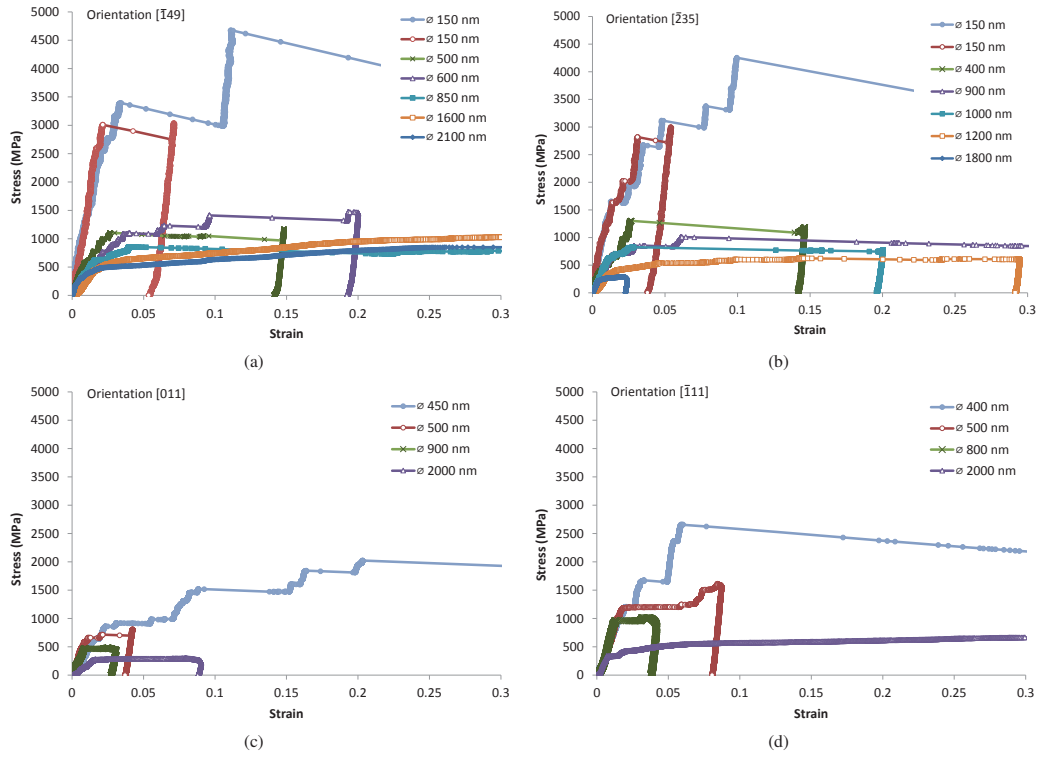 Orientation [1̄49]
Stress (MPa)
5000
4500
4000
3500
3000
2500
2000
1500
1000
500
0
0
0.05
0.1
0.15
0.2
0.25
0.3
Strain
⌀ 150 nm
⌀ 150 nm
⌀ 500 nm
⌀ 600 nm
⌀ 850 nm
⌀ 1600 nm
⌀ 2100 nm
(a)
Orientation [2̄35]
Stress (MPa)
5000
4500
4000
3500
3000
2500
2000
1500
1000
500
0
0
0.05
0.1
0.15
0.2
0.25
0.3
Strain
⌀ 150 nm
⌀ 150 nm
⌀ 400 nm
⌀ 900 nm
⌀ 1000 nm
⌀ 1200 nm
⌀ 1800 nm
(b)
Orientation [011]
Stress (MPa)
5000
4500
4000
3500
3000
2500
2000
1500
1000
500
0
0
0.05
0.1
0.15
0.2
0.25
0.3
Strain
⌀ 450 nm
⌀ 500 nm
⌀ 900 nm
⌀ 2000 nm
(c)
Orientation [1̄11]
Stress (MPa)
5000
4500
4000
3500
3000
2500
2000
1500
1000
500
0
0
0.05
0.1
0.15
0.2
0.25
0.3
Strain
⌀ 400 nm
⌀ 500 nm
⌀ 800 nm
⌀ 2000 nm
(d)